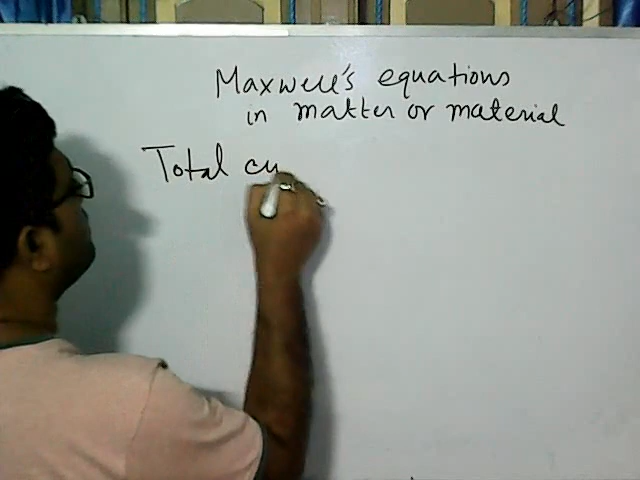 Maxwell's equations
in matter or material
Total cu